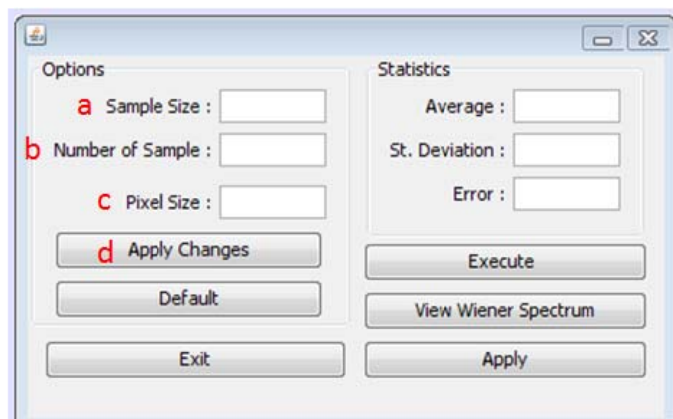 Options
a Sample Size :
b Number of Sample :
c Pixel Size :
d Apply Changes
Default
Exit
Statistics
Average :
St. Deviation :
Error :
Execute
View Wiener Spectrum
Apply